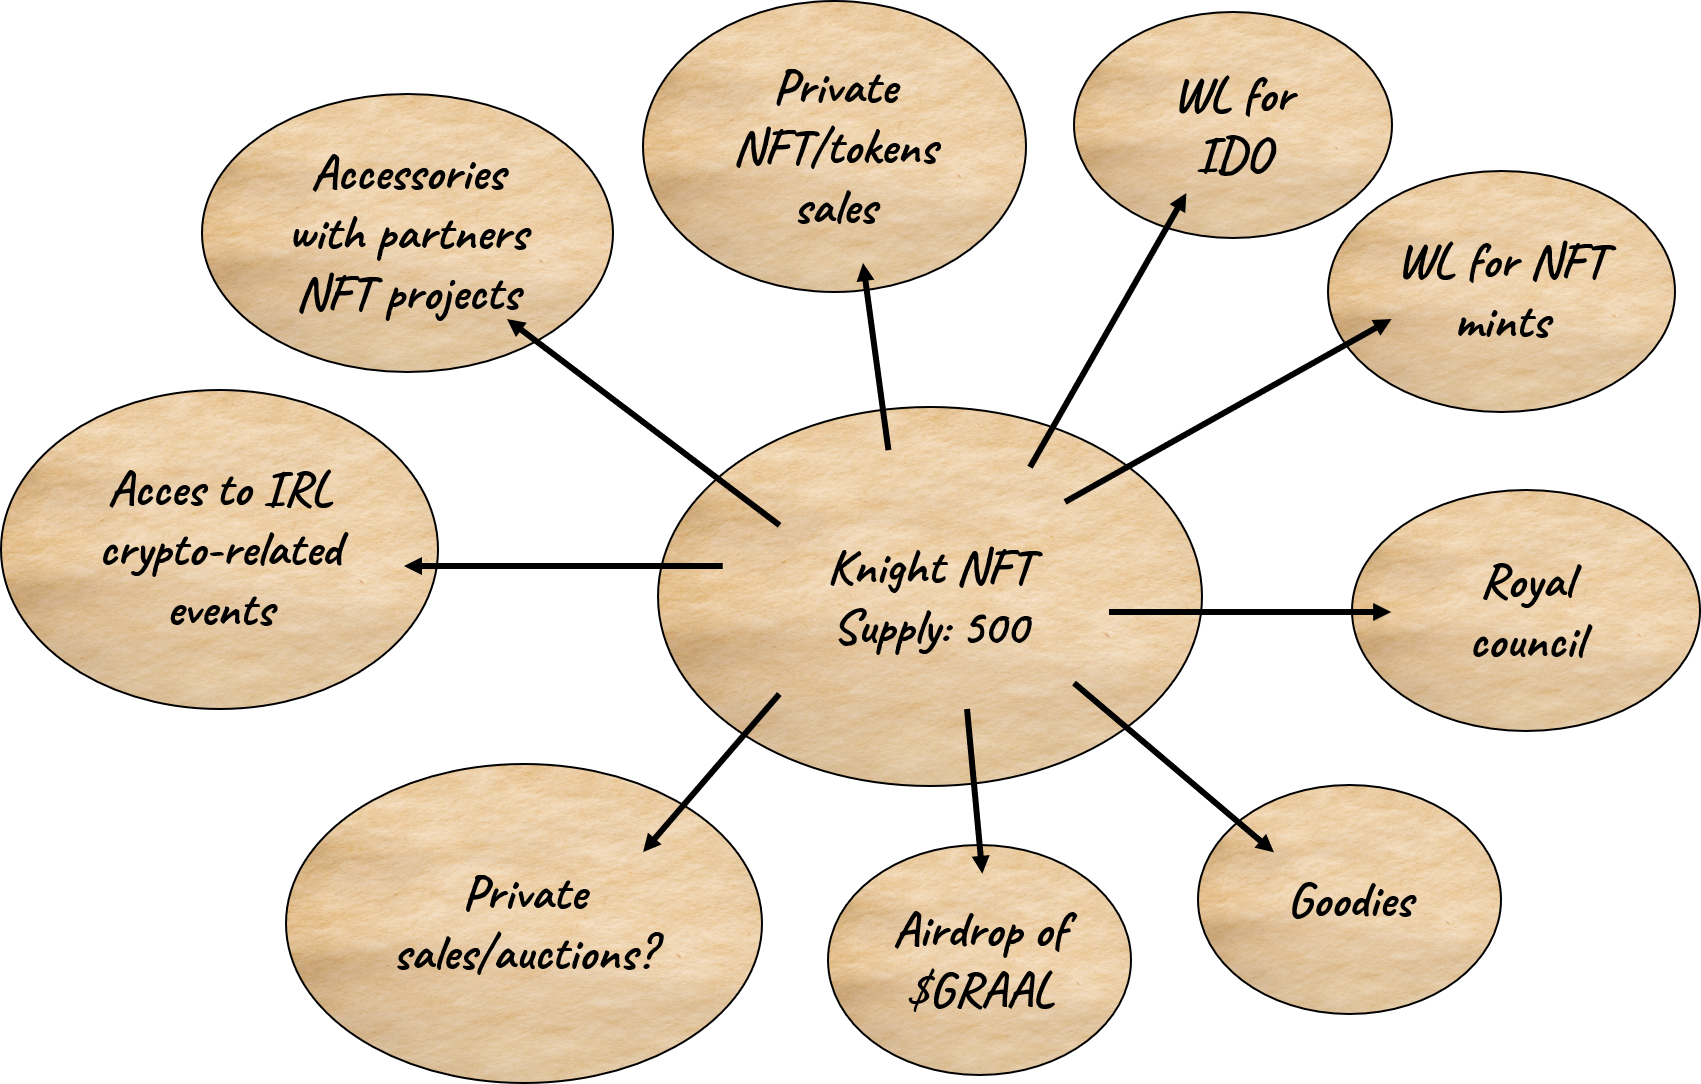 Private
NFT/tokens
sales
WL for
IDO
Accessories
with partners
NFT projects
WL for NFT
mints
Acces to IRL
crypto-related
events
Knight NFT
Supply: 500
Royal
council
Private
sales/auctions?
Airdrop of
$GRAAL
Goodies